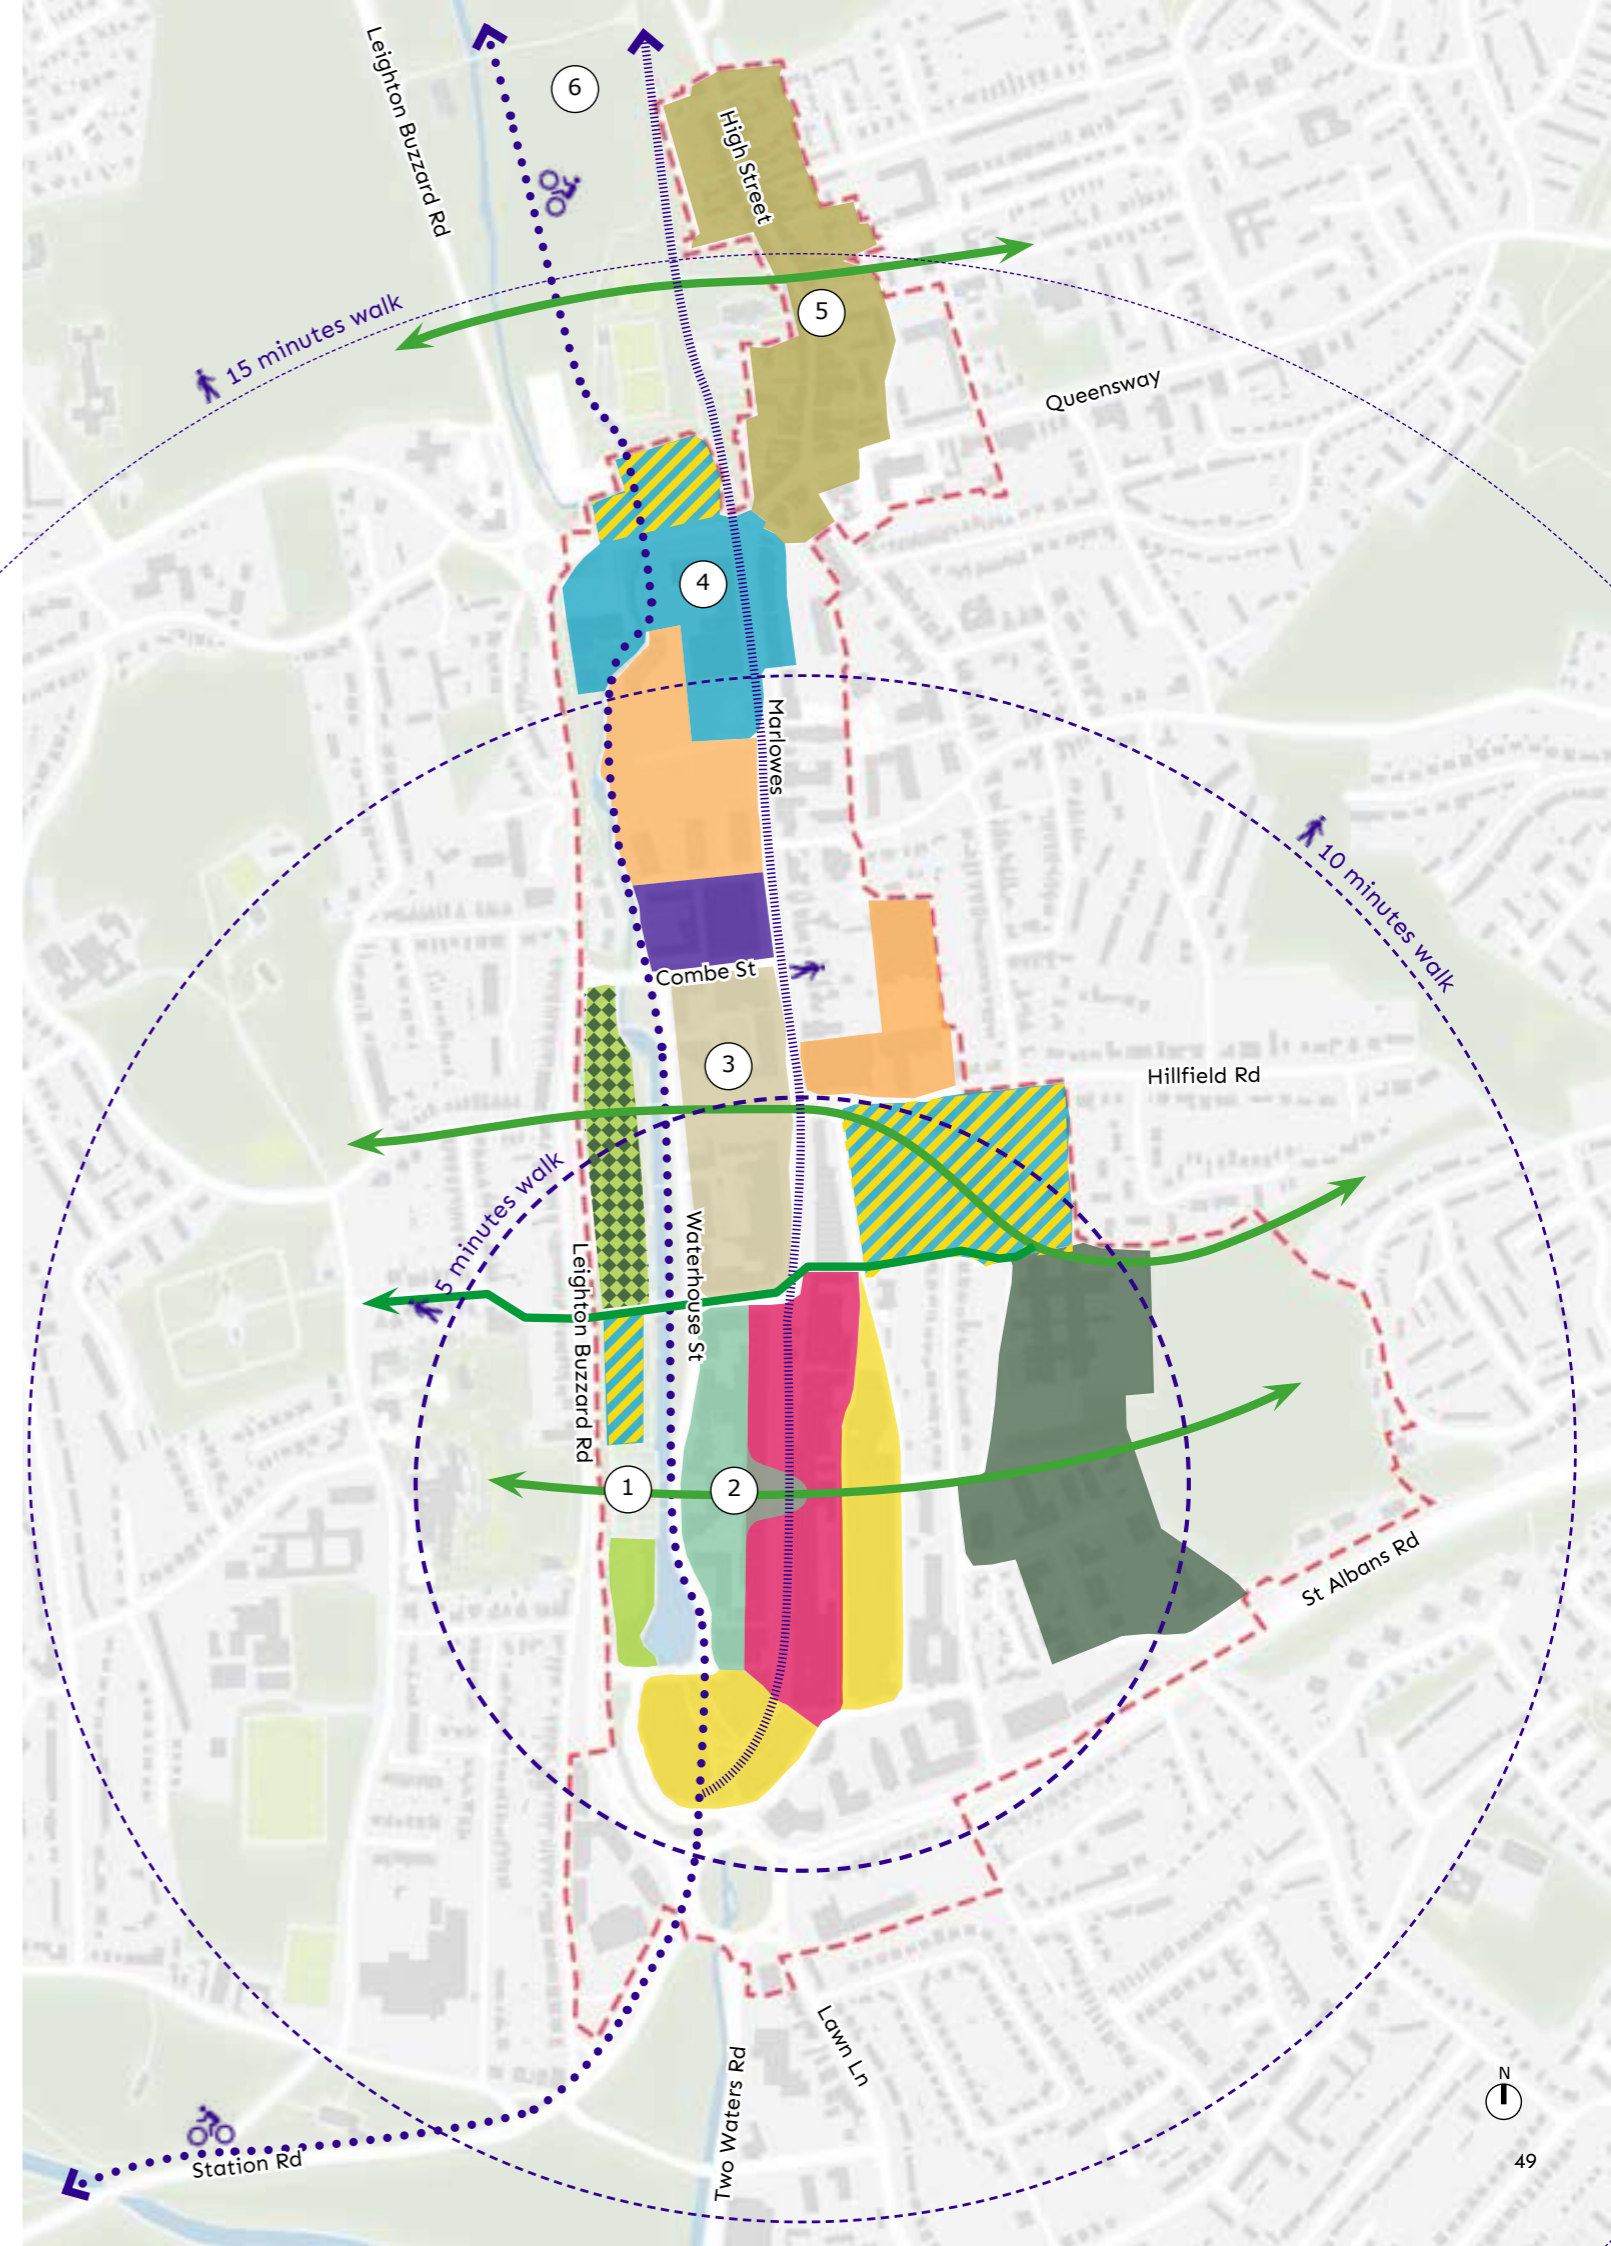 Leighton Buzzard Rd
6
High Street
5
15 minutes walk
Queensway
4
Marlowes
10 minutes walk
Combe St
3
Hillfield Rd
5 minutes walk
Waterhouse St
Leighton Buzzard Rd
1
2
St Albans Rd
Lawn Ln
Two Waters Rd
Station Rd
N
49